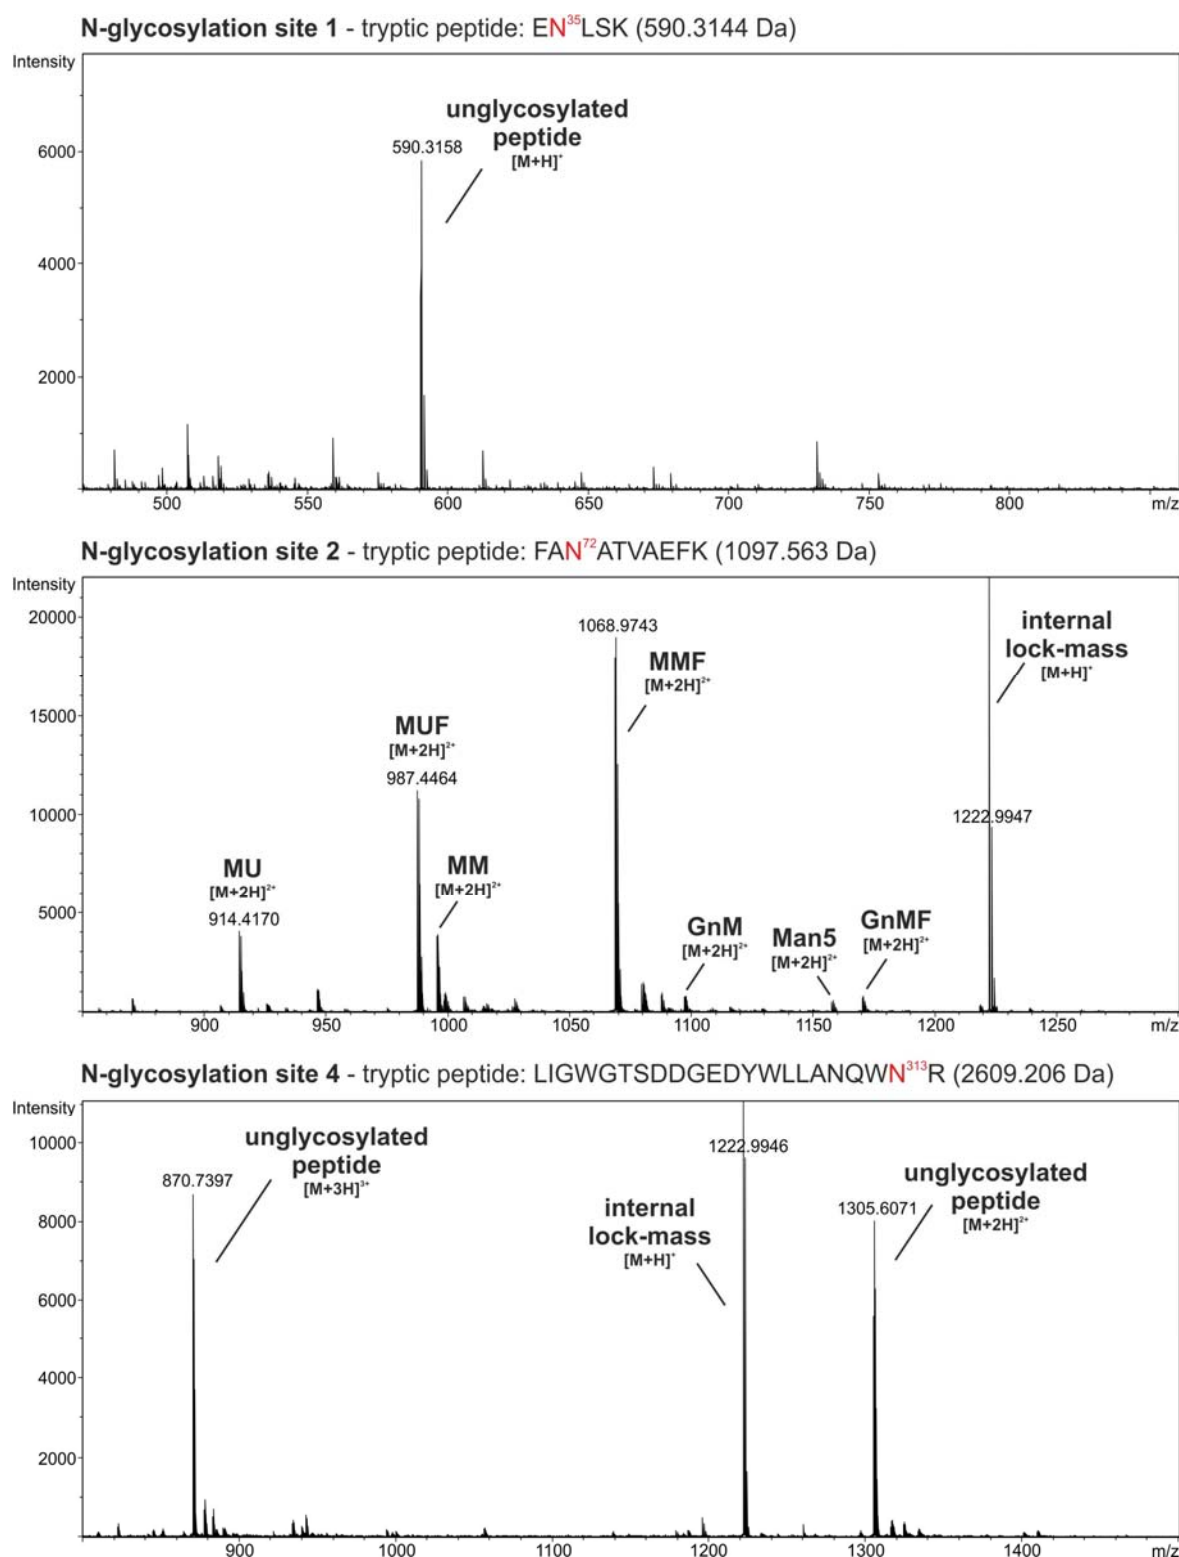 N-glycosylation site 1 - tryptic peptide: EN³⁵LSK (590.3144 Da)
Intensity
unglycosylated
peptide
[M+H]⁺
590.3158
6000
4000
2000
500
550
600
650
700
750
800
m/z
N-glycosylation site 2 - tryptic peptide: FAN⁷²ATVAEFK (1097.563 Da)
Intensity
20000
15000
10000
5000
1068.9743
MMF
[M+2H]²⁺
internal
lock-mass
[M+H]⁺
MUF
[M+2H]²⁺
987.4464
1222.9947
MU
[M+2H]²⁺
914.4170
MM
[M+2H]²⁺
GnM
[M+2H]²⁺
Man5
[M+2H]²⁺
GnMF
[M+2H]²⁺
900
950
1000
1050
1100
1150
1200
1250
m/z
N-glycosylation site 4 - tryptic peptide: LIGWGTSDDGEDYWLLANQWN³¹³R (2609.206 Da)
Intensity
10000
8000
6000
4000
2000
870.7397
unglycosylated
peptide
[M+3H]³⁺
1222.9946
internal
lock-mass
[M+H]⁺
unglycosylated
peptide
[M+2H]²⁺
1305.6071
900
1000
1100
1200
1300
1400
m/z